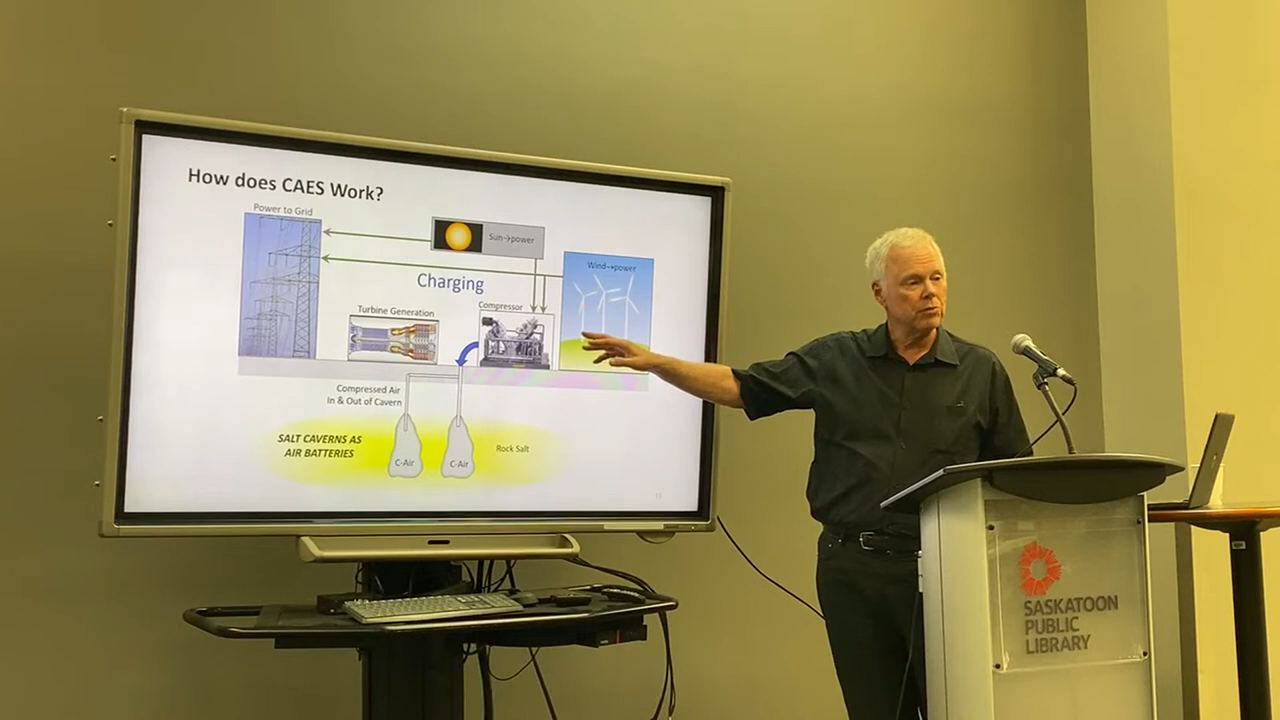 How does CAES Work?
Power to Grid
Sun→power
Wind→power
Charging
Turbine Generation
Compressor
Compressed Air
In & Out of Cavern
SALT CAVERNS AS
AIR BATTERIES
C-Air
C-Air
Rock Salt
SASKATOON
PUBLIC
LIBRARY